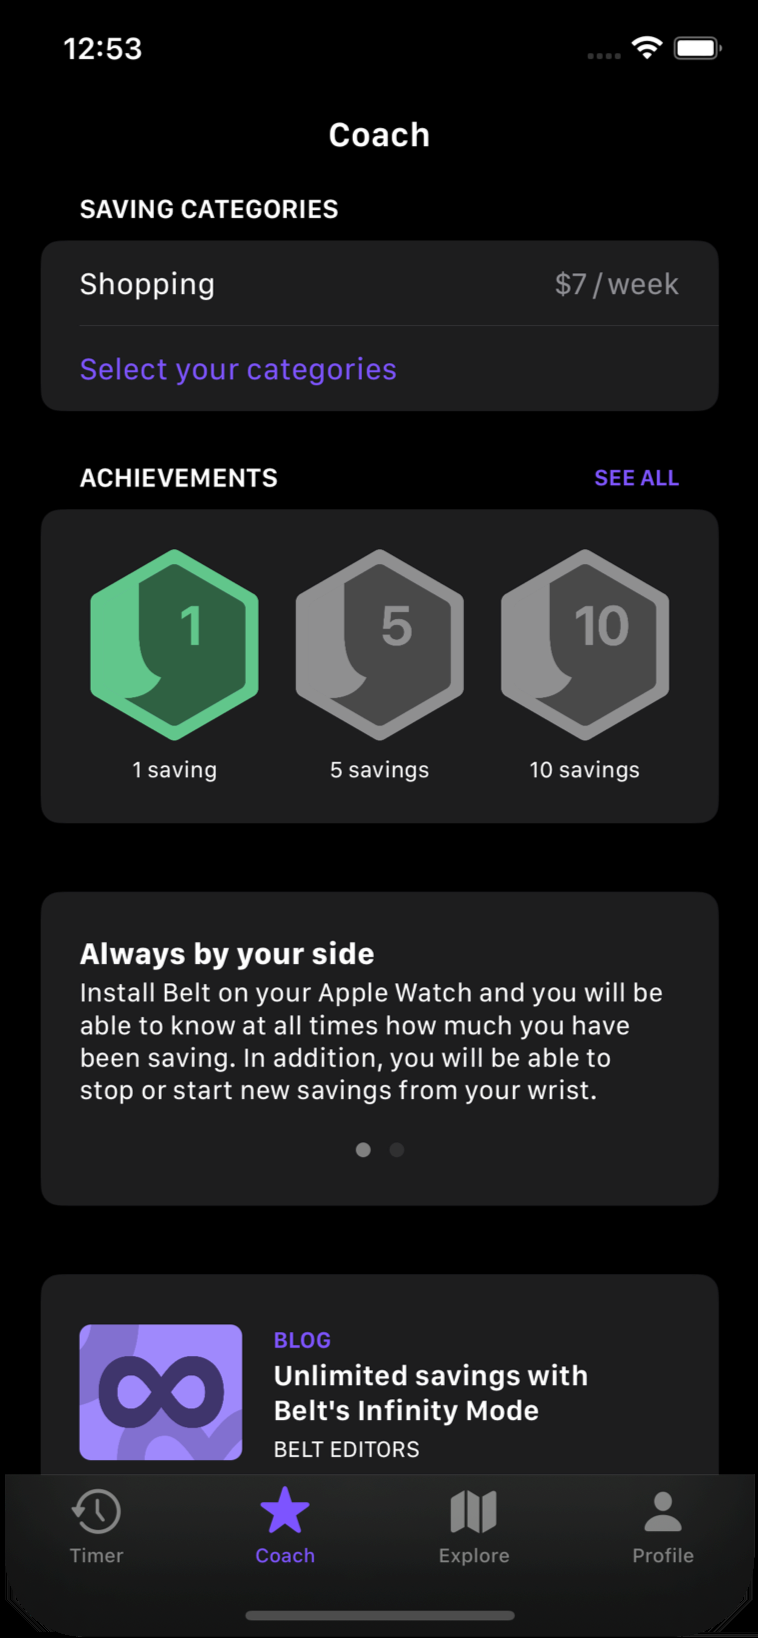 12:53
Coach
SAVING CATEGORIES
Shopping $7/week
Select your categories
ACHIEVEMENTS SEE ALL
1 5 10
1 saving 5 savings 10 savings
Always by your side
Install Belt on your Apple Watch and you will be
able to know at all times how much you have
been saving. In addition, you will be able to
stop or start new savings from your wrist.
BLOG
Unlimited savings with
Belt's Infinity Mode
BELT EDITORS
Timer Coach Explore Profile